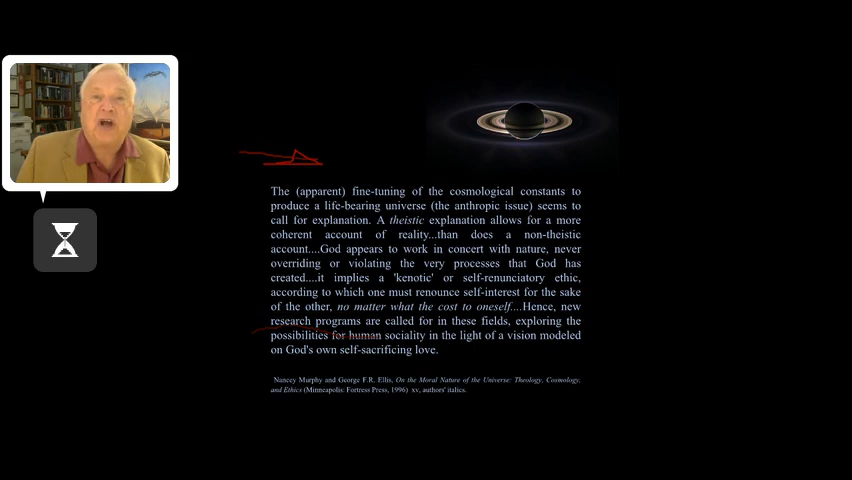 The (apparent) fine-tuning of the cosmological constants to
produce a life-bearing universe (the anthropic issue) seems to
call for explanation. A theistic explanation allows for a more
coherent account of reality...than does a non-theistic
account....God appears to work in concert with nature, never
overriding or violating the very processes that God has
created....it implies a 'kenotic' or self-renunciatory ethic,
according to which one must renounce self-interest for the sake
of the other, no matter what the cost to oneself....Hence, new
research programs are called for in these fields, exploring the
possibilities for human sociality in the light of a vision modeled
on God's own self-sacrificing love.
Nancey Murphy and George F.R. Ellis, On the Moral Nature of the Universe: Theology, Cosmology,
and Ethics (Minneapolis: Fortress Press, 1996) xv, authors' italics.